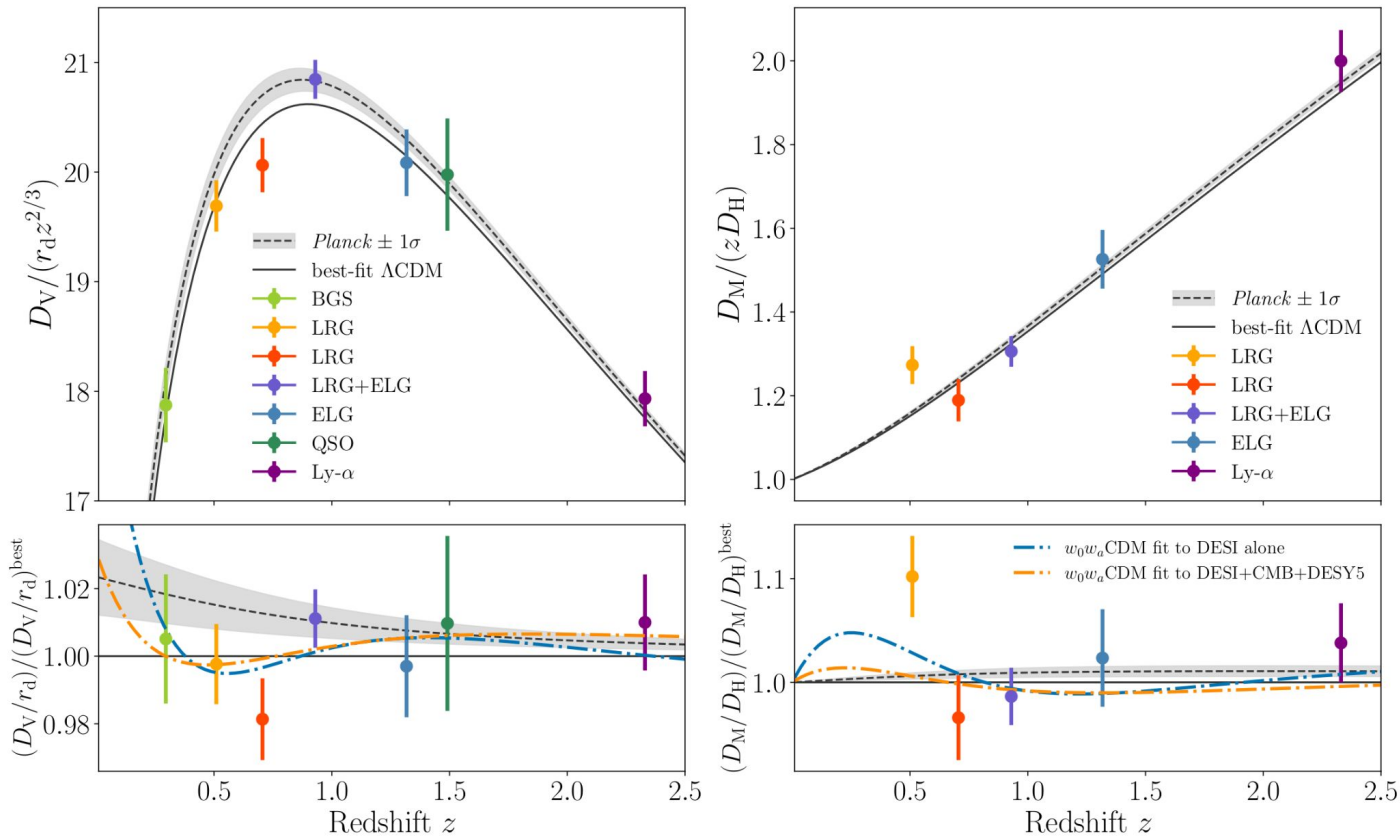 21
20
19
18
17
D_V/(r_d z^{2/3})
Planck ± 1σ
best-fit ΛCDM
BGS
LRG
LRG
LRG+ELG
ELG
QSO
Ly-α
2.0
1.8
1.6
1.4
1.2
1.0
D_M/(zD_H)
Planck ± 1σ
best-fit ΛCDM
LRG
LRG
LRG+ELG
ELG
Ly-α
1.02
1.00
0.98
(D_V/r_d)/(D_V/r_d)^{best}
0.5 1.0 1.5 2.0 2.5
Redshift z
1.1
1.0
(D_M/D_H)/(D_M/D_H)^{best}
w_0w_aCDM fit to DESI alone
w_0w_aCDM fit to DESI+CMB+DESY5
0.5 1.0 1.5 2.0 2.5
Redshift z